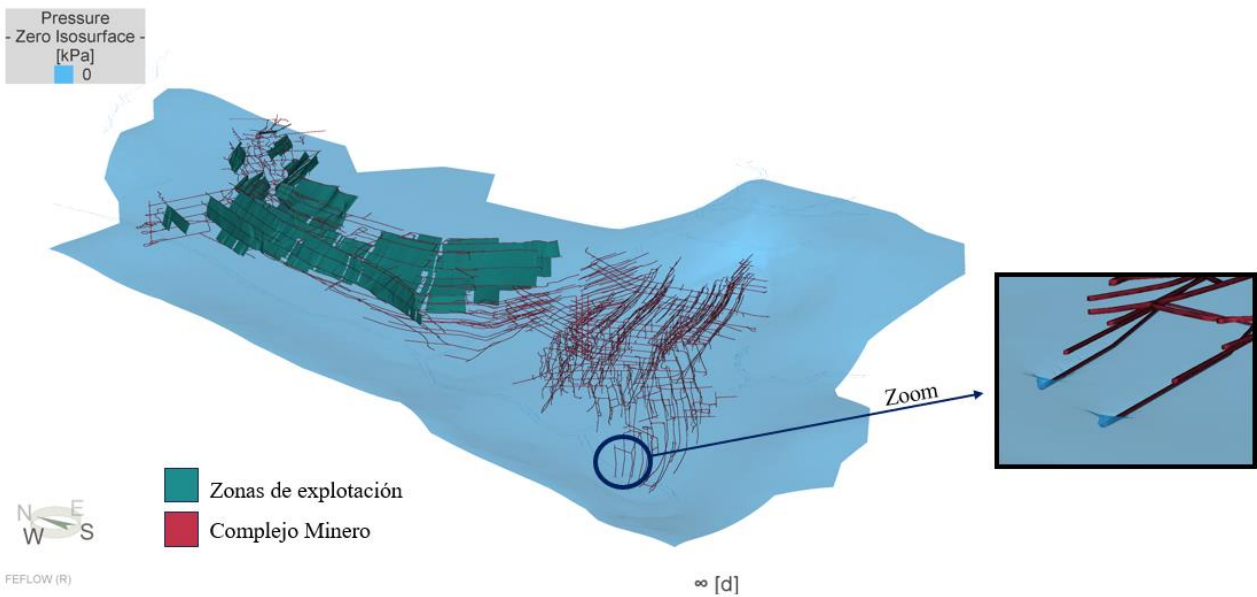 Pressure
- Zero Isosurface -
[kPa]
0
Zoom
Zonas de explotación
Complejo Minero
N E
W S
FEFLOW (R)
∞ [d]